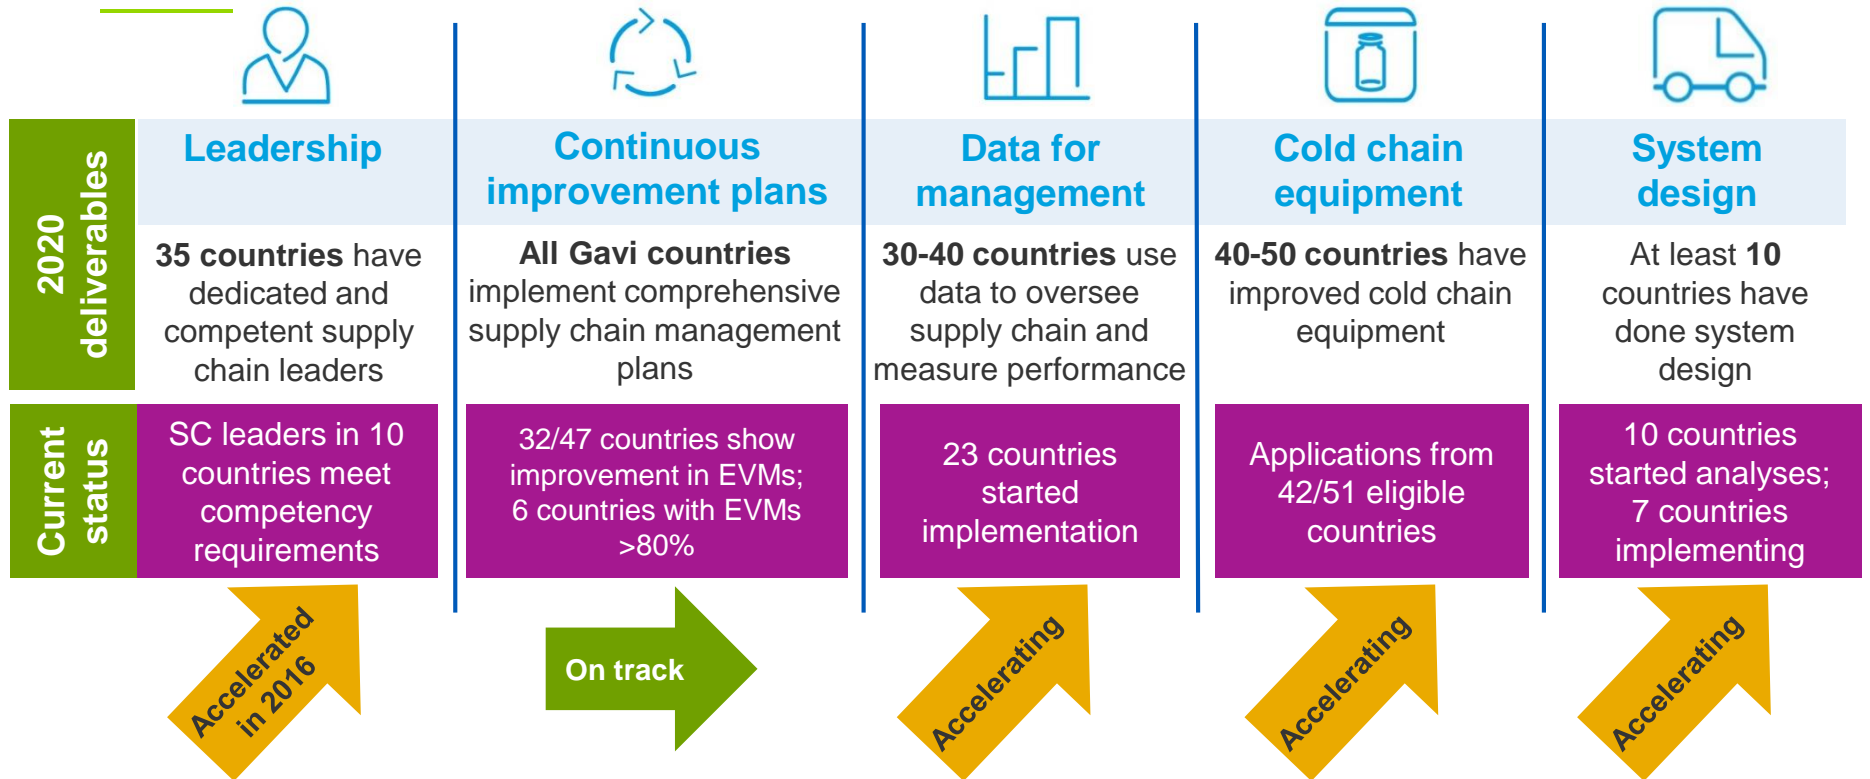 2020
deliverables
Leadership
35 countries have
dedicated and
competent supply
chain leaders
Continuous
improvement plans
All Gavi countries
implement comprehensive
supply chain management
plans
Data for
management
30-40 countries use
data to oversee
supply chain and
measure performance
Cold chain
equipment
40-50 countries have
improved cold chain
equipment
System
design
At least 10
countries have
done system
design
Current
status
SC leaders in 10
countries meet
competency
requirements
32/47 countries show
improvement in EVMs;
6 countries with EVMs
>80%
23 countries
started
implementation
Applications from
42/51 eligible
countries
10 countries
started analyses;
7 countries
implementing
Accelerated
in 2016
On track
Accelerating
Accelerating
Accelerating